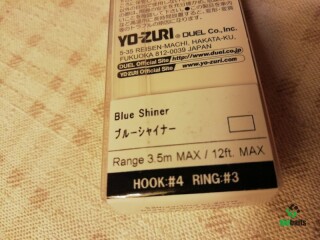 YO-ZURI® DUEL Co., Inc.
5-35 REISEN-MACHI, HAKATA-KU,
FUKUOKA 812-0039 JAPAN
DUEL Official Site http://www.duel.co.jp
YO-ZURI Official Site www.yo-zuri.com
Blue Shiner
ブルーシャイナー
Range 3.5m MAX / 12ft. MAX
HOOK:#4 RING:#3